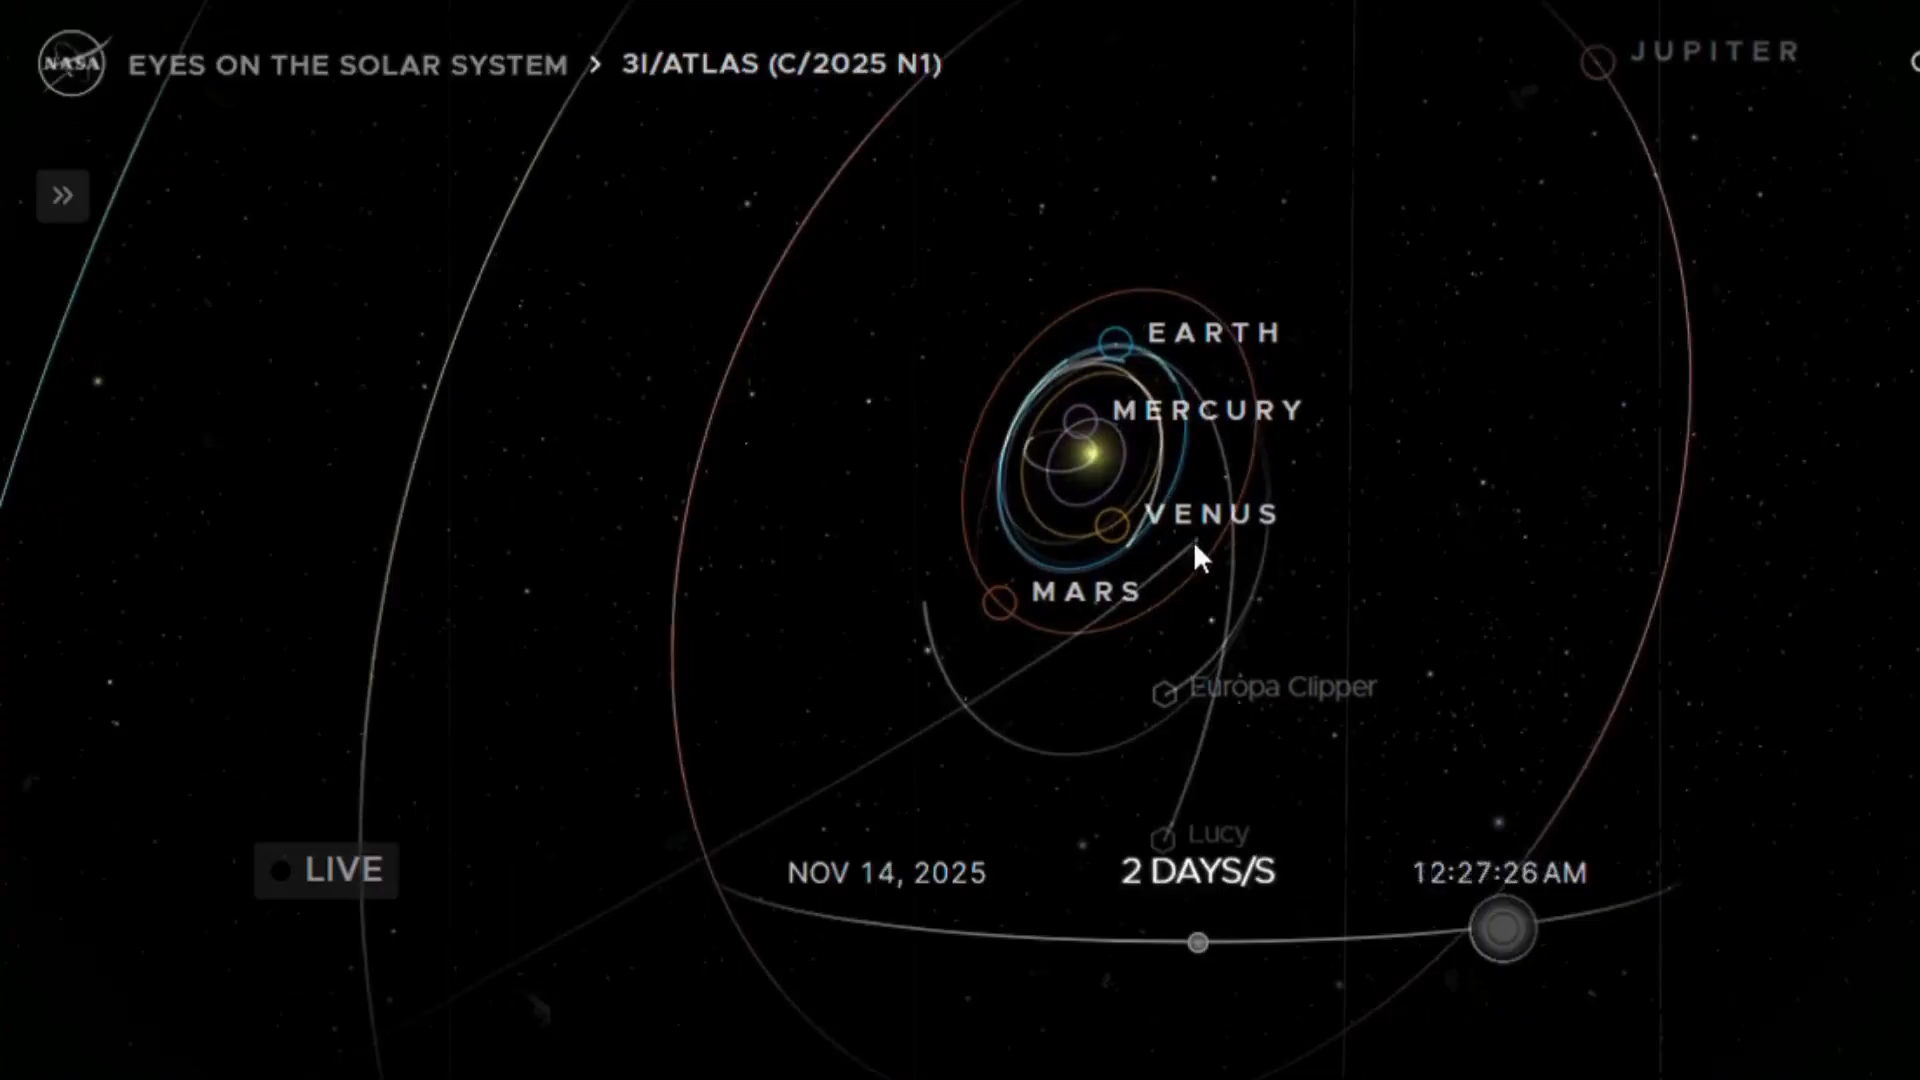 NASA
EYES ON THE SOLAR SYSTEM > 3I/ATLAS (C/2025 N1)
JUPITER
EARTH
MERCURY
VENUS
MARS
Europa Clipper
Lucy
LIVE
NOV 14, 2025
2 DAYS/S
12:27:26 AM